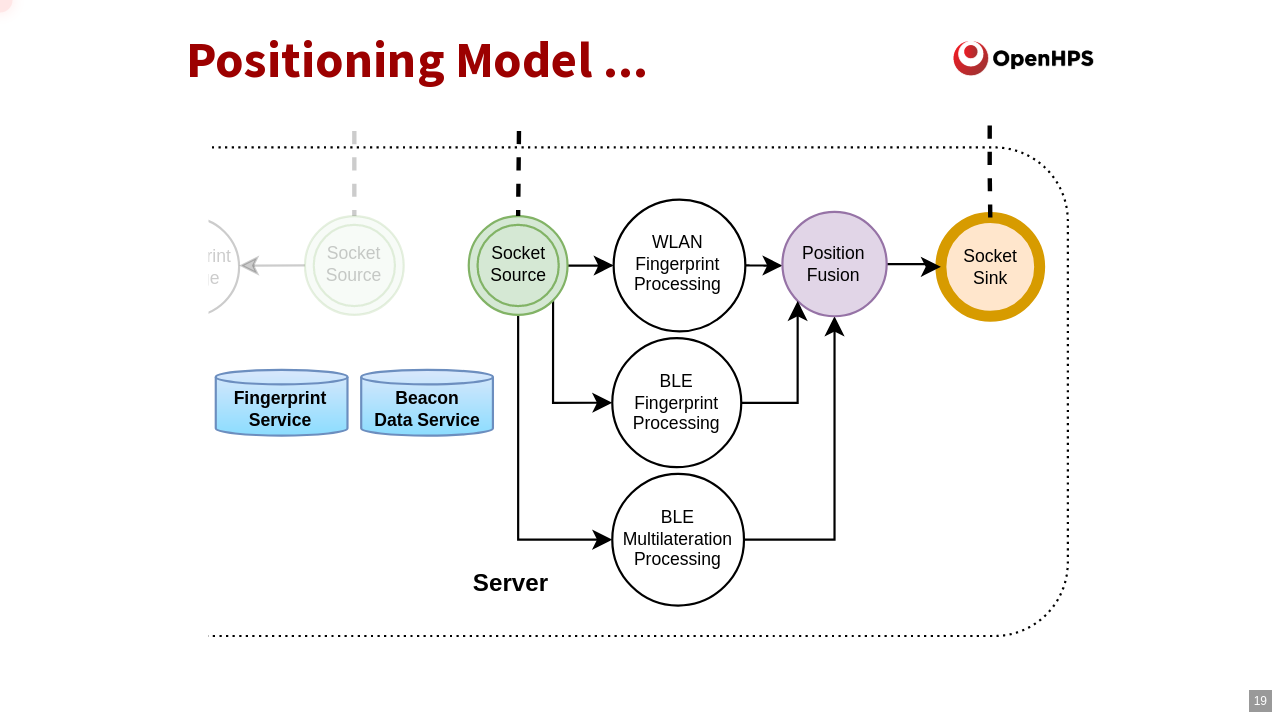 Positioning Model ...
OpenHPS
Socket
Source
Socket
Source
WLAN
Fingerprint
Processing
Position
Fusion
Socket
Sink
BLE
Fingerprint
Processing
Fingerprint
Service
Beacon
Data Service
BLE
Multilateration
Processing
Server
19